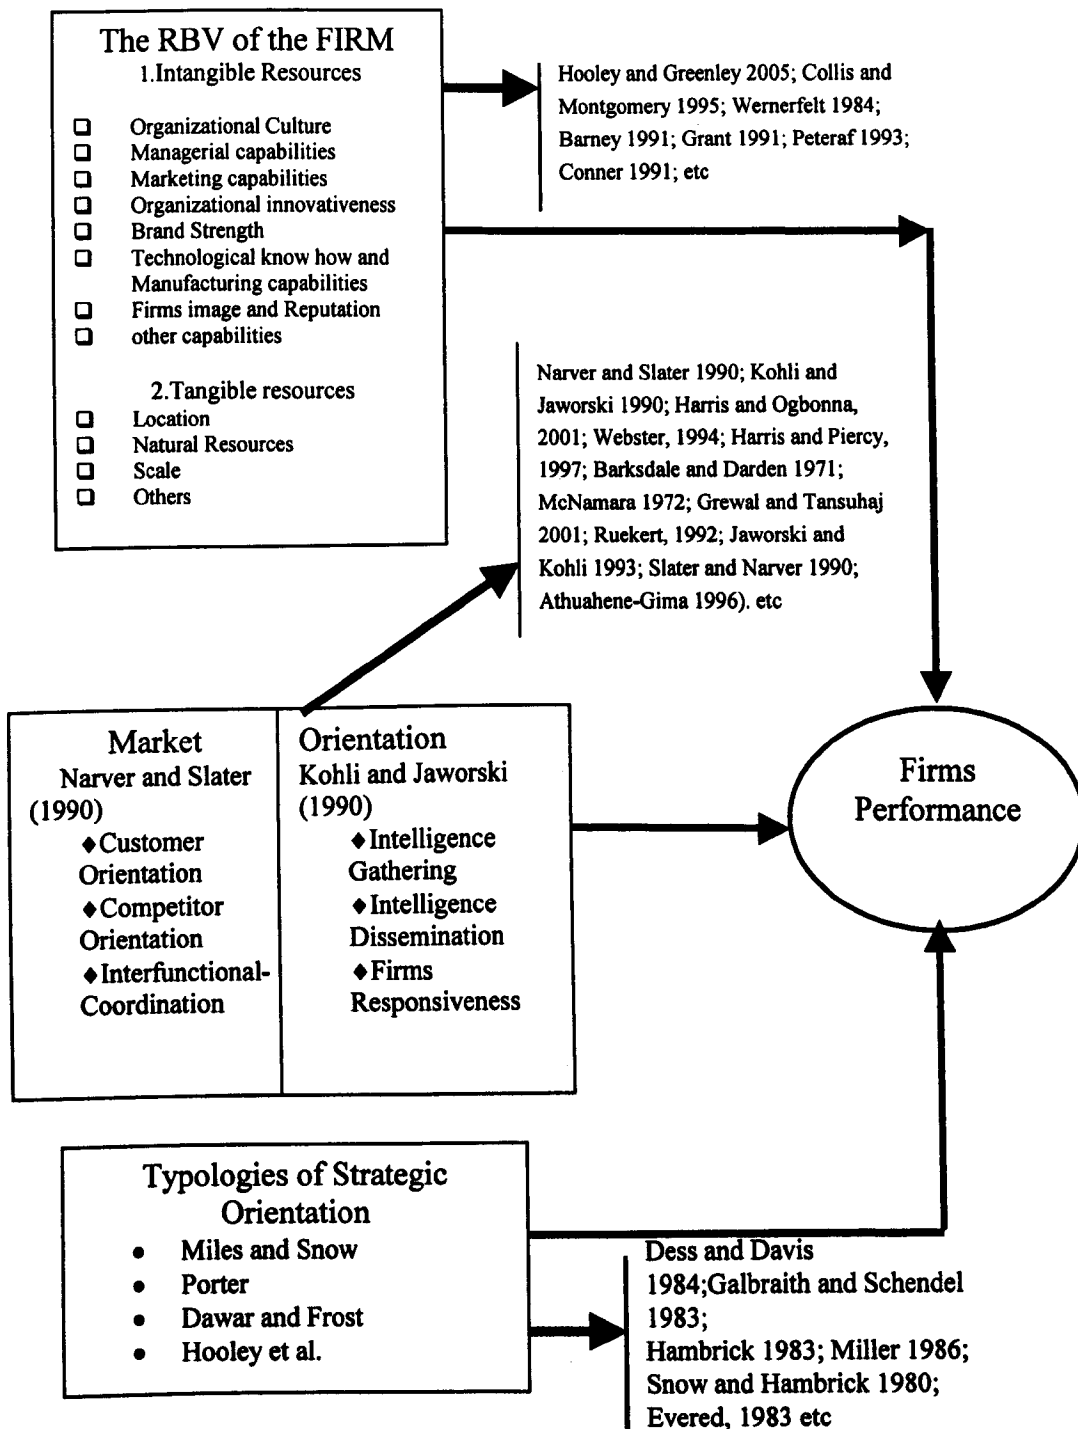 The RBV of the FIRM
1.Intangible Resources
Organizational Culture
Managerial capabilities
Marketing capabilities
Organizational innovativeness
Brand Strength
Technological know how and
Manufacturing capabilities
Firms image and Reputation
other capabilities
2.Tangible resources
Location
Natural Resources
Scale
Others
Hooley and Greenley 2005; Collis and
Montgomery 1995; Wernerfelt 1984;
Barney 1991; Grant 1991; Peteraf 1993;
Conner 1991; etc
Narver and Slater 1990; Kohli and
Jaworski 1990; Harris and Ogbonna,
2001; Webster, 1994; Harris and Piercy,
1997; Barksdale and Darden 1971;
McNamara 1972; Grewal and Tansuhaj
2001; Ruekert, 1992; Jaworski and
Kohli 1993; Slater and Narver 1990;
Athuahene-Gima 1996). etc
Market
Narver and Slater
(1990)
♦Customer
Orientation
♦Competitor
Orientation
♦Interfunctional-
Coordination
Orientation
Kohli and Jaworski
(1990)
♦Intelligence
Gathering
♦Intelligence
Dissemination
♦Firms
Responsiveness
Firms
Performance
Typologies of Strategic
Orientation
• Miles and Snow
• Porter
• Dawar and Frost
• Hooley et al.
Dess and Davis
1984;Galbraith and Schendel
1983;
Hambrick 1983; Miller 1986;
Snow and Hambrick 1980;
Evered, 1983 etc